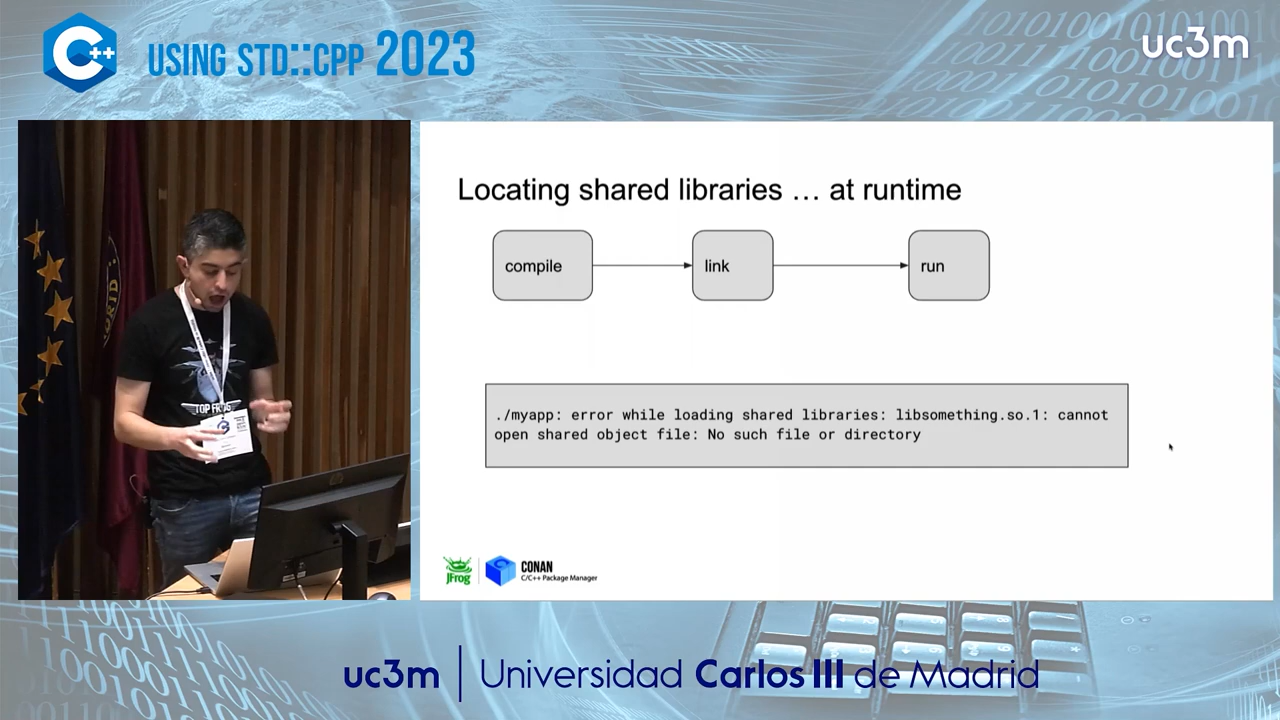 C++
USING STD::CPP 2023
uc3m
Locating shared libraries … at runtime
compile
link
run
./myapp: error while loading shared libraries: libsomething.so.1: cannot
open shared object file: No such file or directory
TOP FROG
JFrog
CONAN
C/C++ Package Manager
uc3m | Universidad Carlos III de Madrid